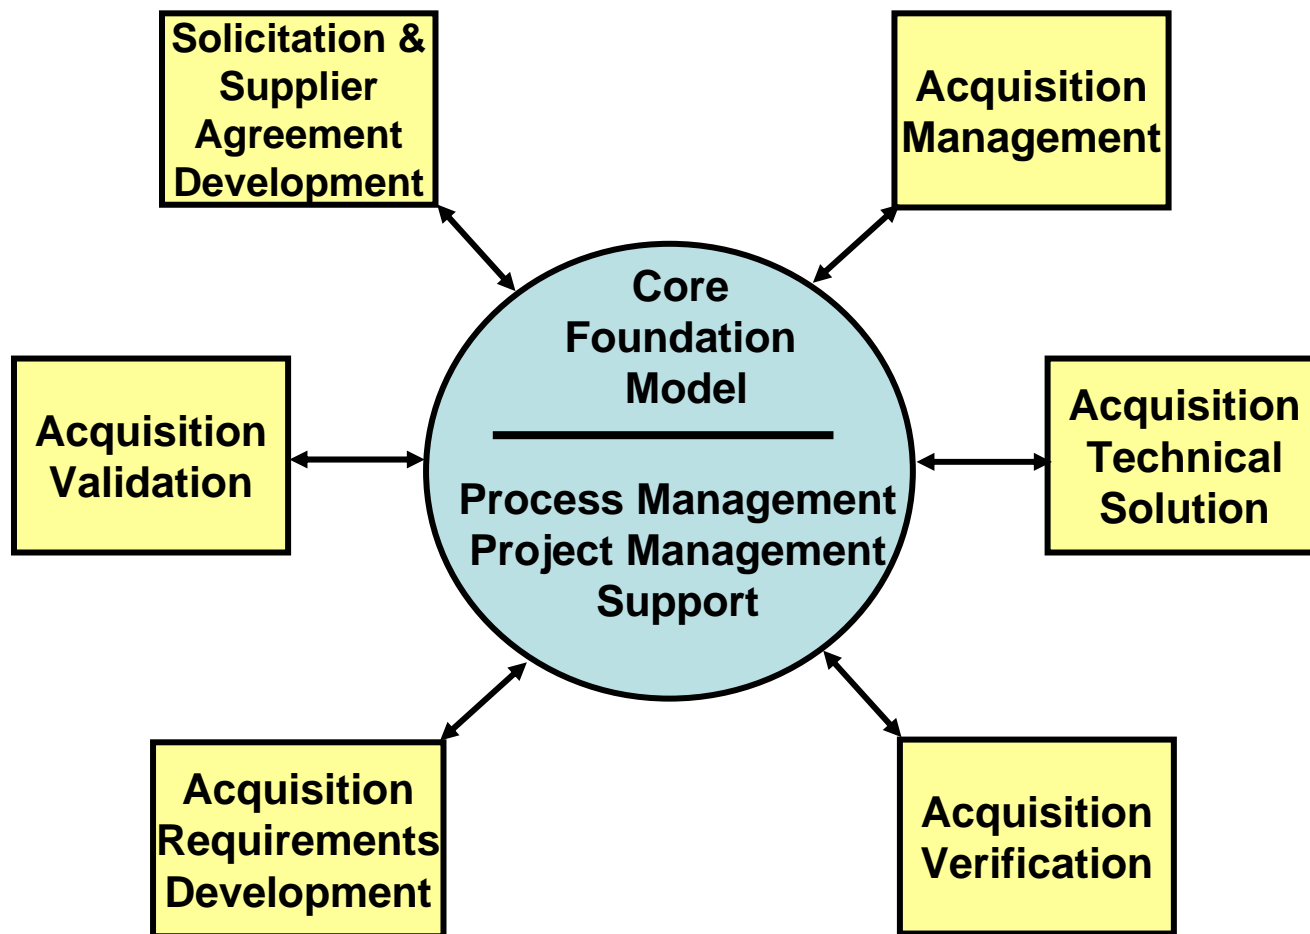 Solicitation &
Supplier
Agreement
Development
Acquisition
Management
Core
Foundation
Model
Process Management
Project Management
Support
Acquisition
Validation
Acquisition
Technical
Solution
Acquisition
Requirements
Development
Acquisition
Verification